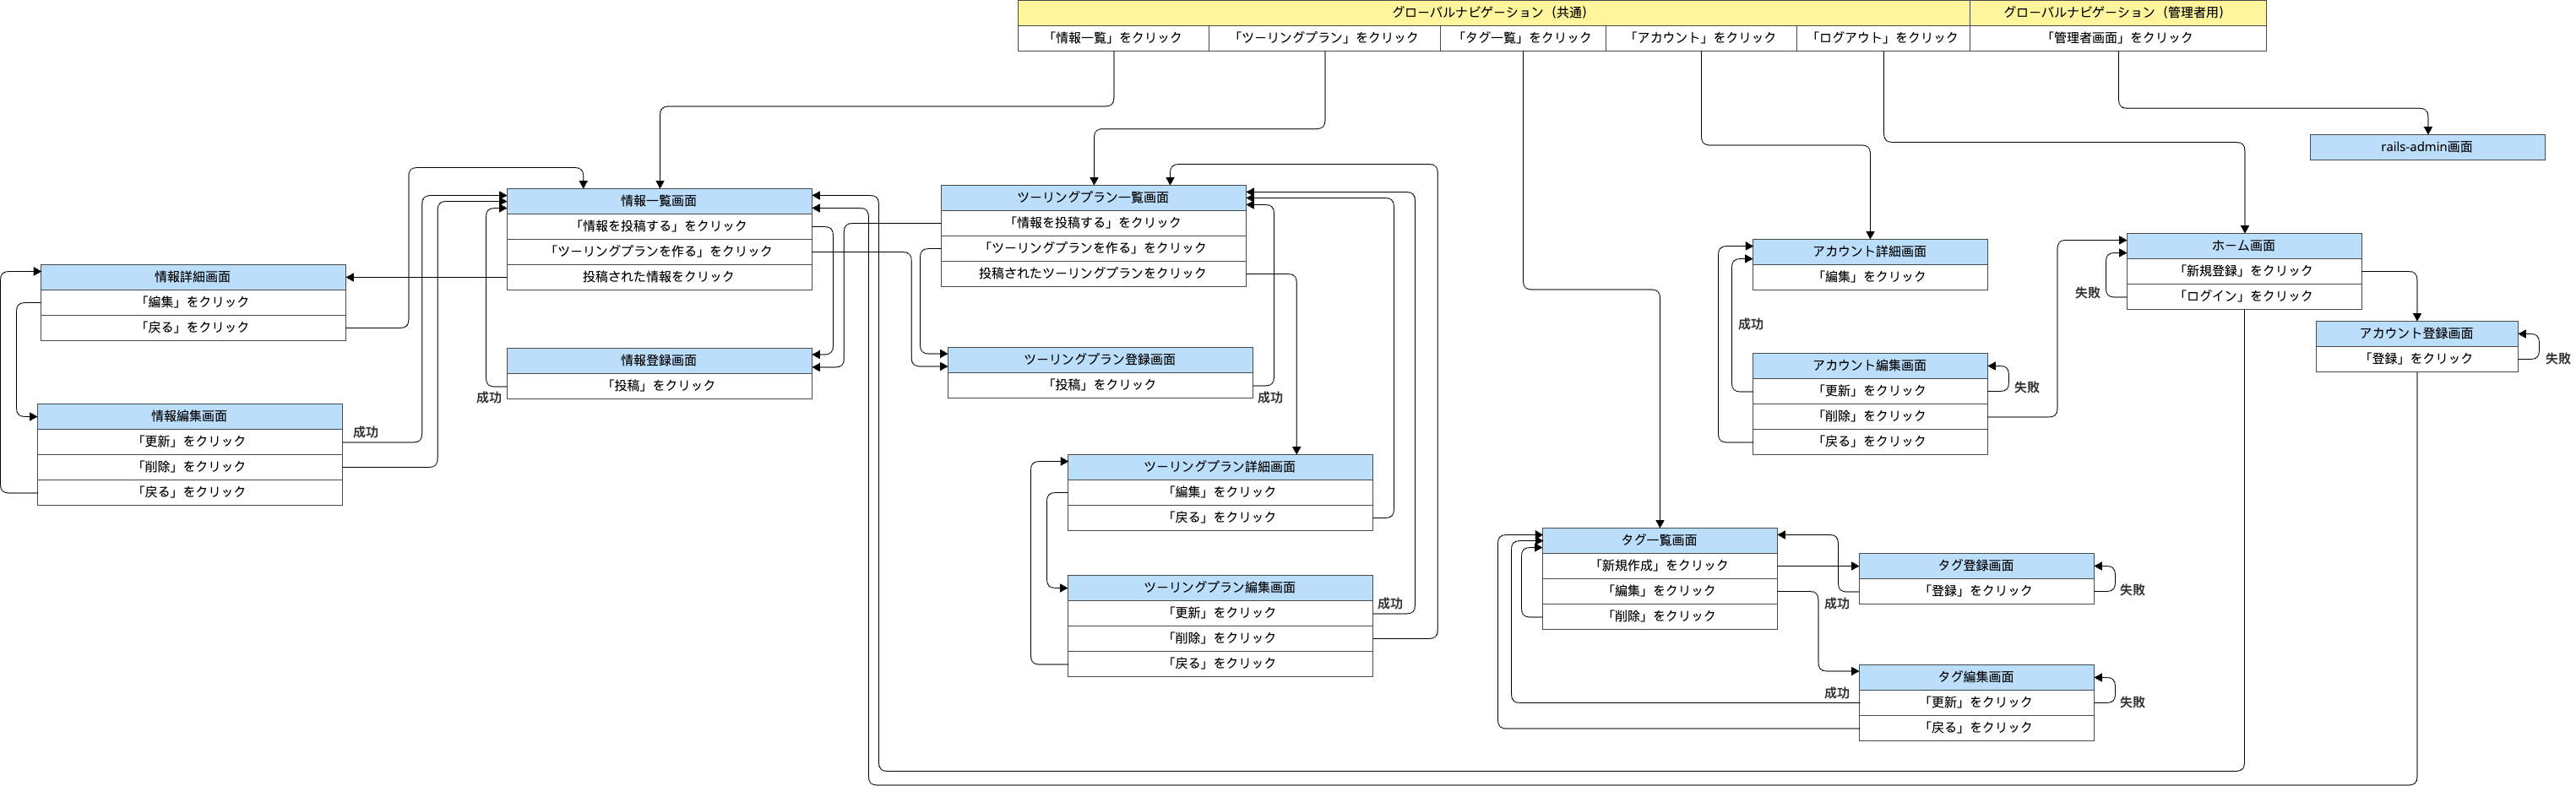 グローバルナビゲーション（共通）
グローバルナビゲーション（管理者用）
「情報一覧」をクリック
「ツーリングプラン」をクリック
「タグ一覧」をクリック
「アカウント」をクリック
「ログアウト」をクリック
「管理者画面」をクリック
rails-admin画面
情報一覧画面
「情報を投稿する」をクリック
「ツーリングプランを作る」をクリック
投稿された情報をクリック
ツーリングプラン一覧画面
「情報を投稿する」をクリック
「ツーリングプランを作る」をクリック
投稿されたツーリングプランをクリック
アカウント詳細画面
「編集」をクリック
成功
ホーム画面
「新規登録」をクリック
「ログイン」をクリック
失敗
情報詳細画面
「編集」をクリック
「戻る」をクリック
アカウント登録画面
「登録」をクリック
失敗
情報登録画面
「投稿」をクリック
成功
ツーリングプラン登録画面
「投稿」をクリック
成功
アカウント編集画面
「更新」をクリック
「削除」をクリック
「戻る」をクリック
失敗
情報編集画面
「更新」をクリック
「削除」をクリック
「戻る」をクリック
成功
ツーリングプラン詳細画面
「編集」をクリック
「戻る」をクリック
タグ一覧画面
「新規作成」をクリック
「編集」をクリック
「削除」をクリック
タグ登録画面
「登録」をクリック
成功
失敗
ツーリングプラン編集画面
「更新」をクリック
「削除」をクリック
「戻る」をクリック
成功
タグ編集画面
「更新」をクリック
「戻る」をクリック
成功
失敗